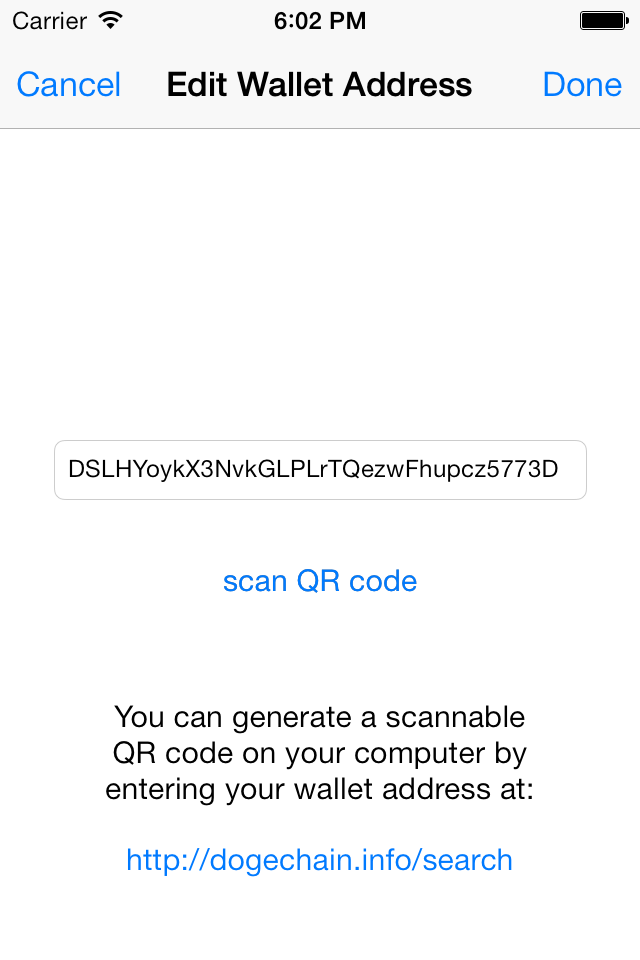 Carrier 6:02 PM
Cancel Edit Wallet Address Done
DSLHYoykX3NvkGLPLrTQezwFhupcz5773D
scan QR code
You can generate a scannable
QR code on your computer by
entering your wallet address at:
http://dogechain.info/search